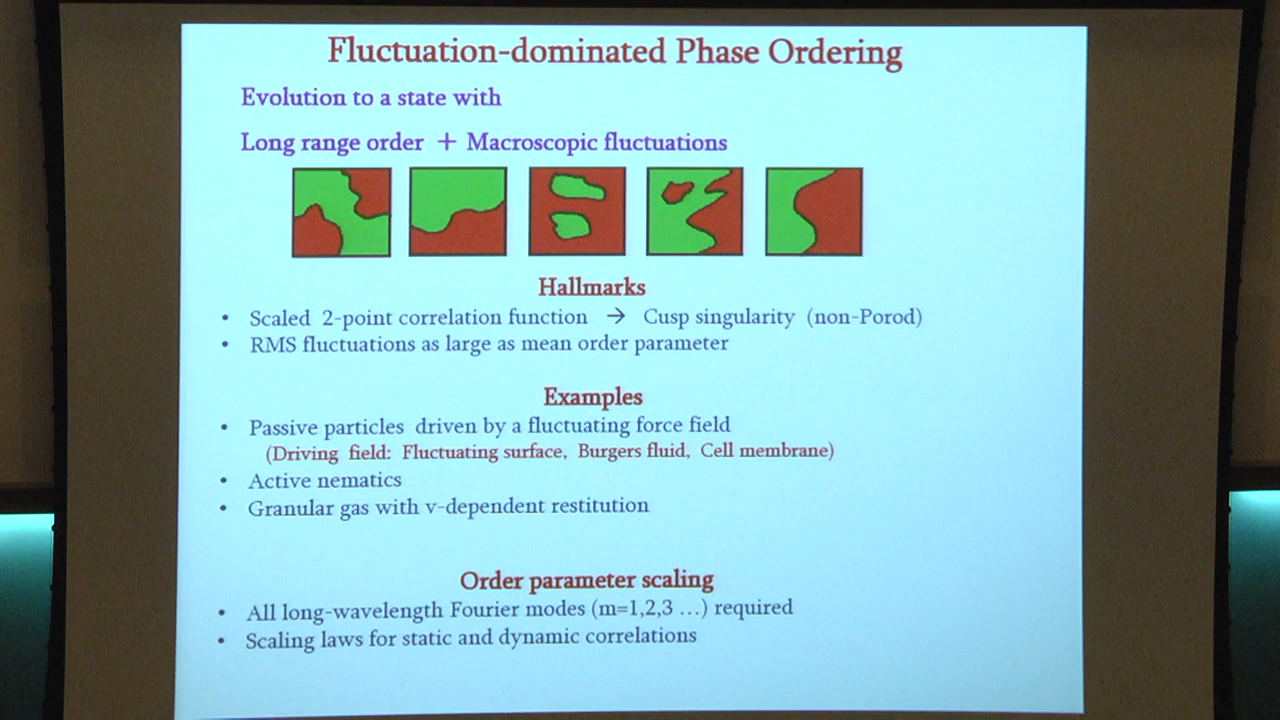 Fluctuation-dominated Phase Ordering
Evolution to a state with
Long range order + Macroscopic fluctuations
Hallmarks
• Scaled 2-point correlation function → Cusp singularity (non-Porod)
• RMS fluctuations as large as mean order parameter
Examples
• Passive particles driven by a fluctuating force field
(Driving field: Fluctuating surface, Burgers fluid, Cell membrane)
• Active nematics
• Granular gas with v-dependent restitution
Order parameter scaling
• All long-wavelength Fourier modes (m=1,2,3 ...) required
• Scaling laws for static and dynamic correlations